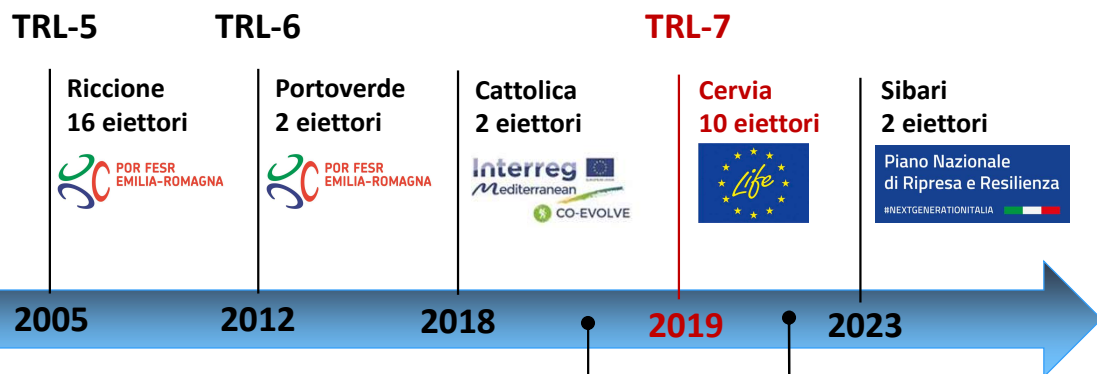 TRL-5
TRL-6
TRL-7
Riccione
16 eiettori
POR FESR
EMILIA-ROMAGNA
Portoverde
2 eiettori
POR FESR
EMILIA-ROMAGNA
Cattolica
2 eiettori
Interreg
Mediterranean
CO-EVOLVE
Cervia
10 eiettori
Life
Sibari
2 eiettori
Piano Nazionale
di Ripresa e Resilienza
#NEXTGENERATIONITALIA
2005
2012
2018
2019
2023